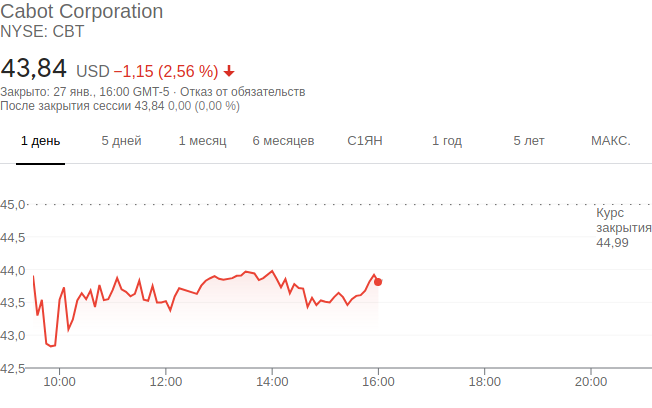 Cabot Corporation
NYSE: CBT
43,84 USD −1,15 (2,56 %)
Закрыто: 27 янв., 16:00 GMT-5 · Отказ от обязательств
После закрытия сессии 43,84 0,00 (0,00 %)
1 день 5 дней 1 месяц 6 месяцев С1ЯН 1 год 5 лет МАКС.
45,0
Курс
закрытия
44,99
44,5
44,0
43,5
43,0
42,5
10:00 12:00 14:00 16:00 18:00 20:00